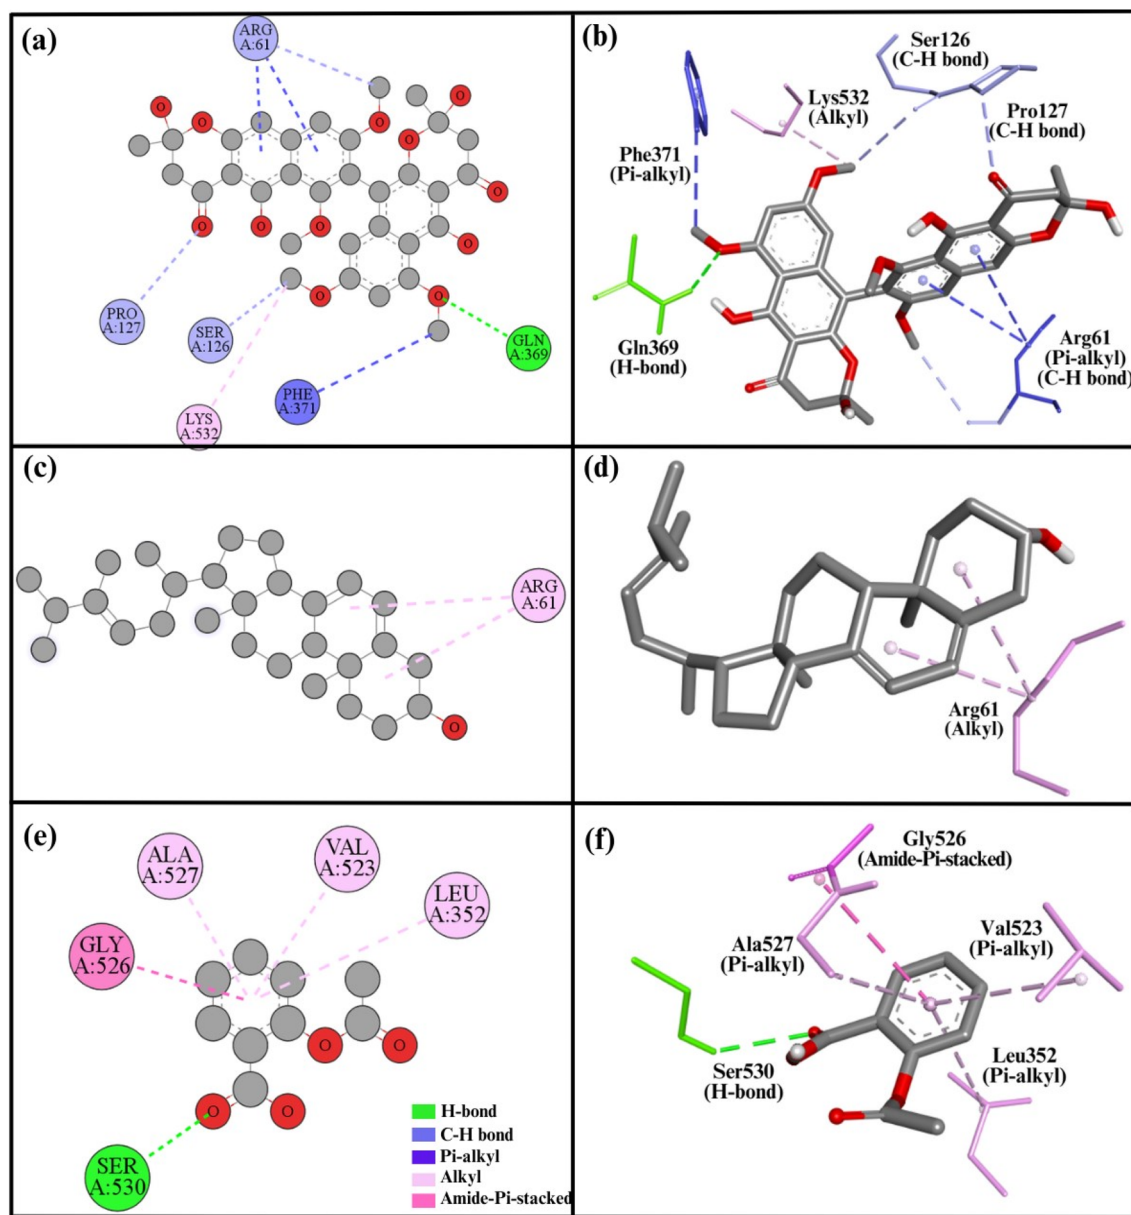 (a)
ARG
A:61
O
O
O
O
O
O
O
O
O
O
O
O
PRO
A:127
SER
A:126
LYS
A:532
PHE
A:371
GLN
A:369
(b)
Ser126
(C-H bond)
Lys532
(Alkyl)
Pro127
(C-H bond)
Phe371
(Pi-alkyl)
Gln369
(H-bond)
Arg61
(Pi-alkyl)
(C-H bond)
(c)
ARG
A:61
O
(d)
Arg61
(Alkyl)
(e)
ALA
A:527
VAL
A:523
LEU
A:352
GLY
A:526
O
O
O
O
SER
A:530
H-bond
C-H bond
Pi-alkyl
Alkyl
Amide-Pi-stacked
(f)
Gly526
(Amide-Pi-stacked)
Ala527
(Pi-alkyl)
Val523
(Pi-alkyl)
Ser530
(H-bond)
Leu352
(Pi-alkyl)